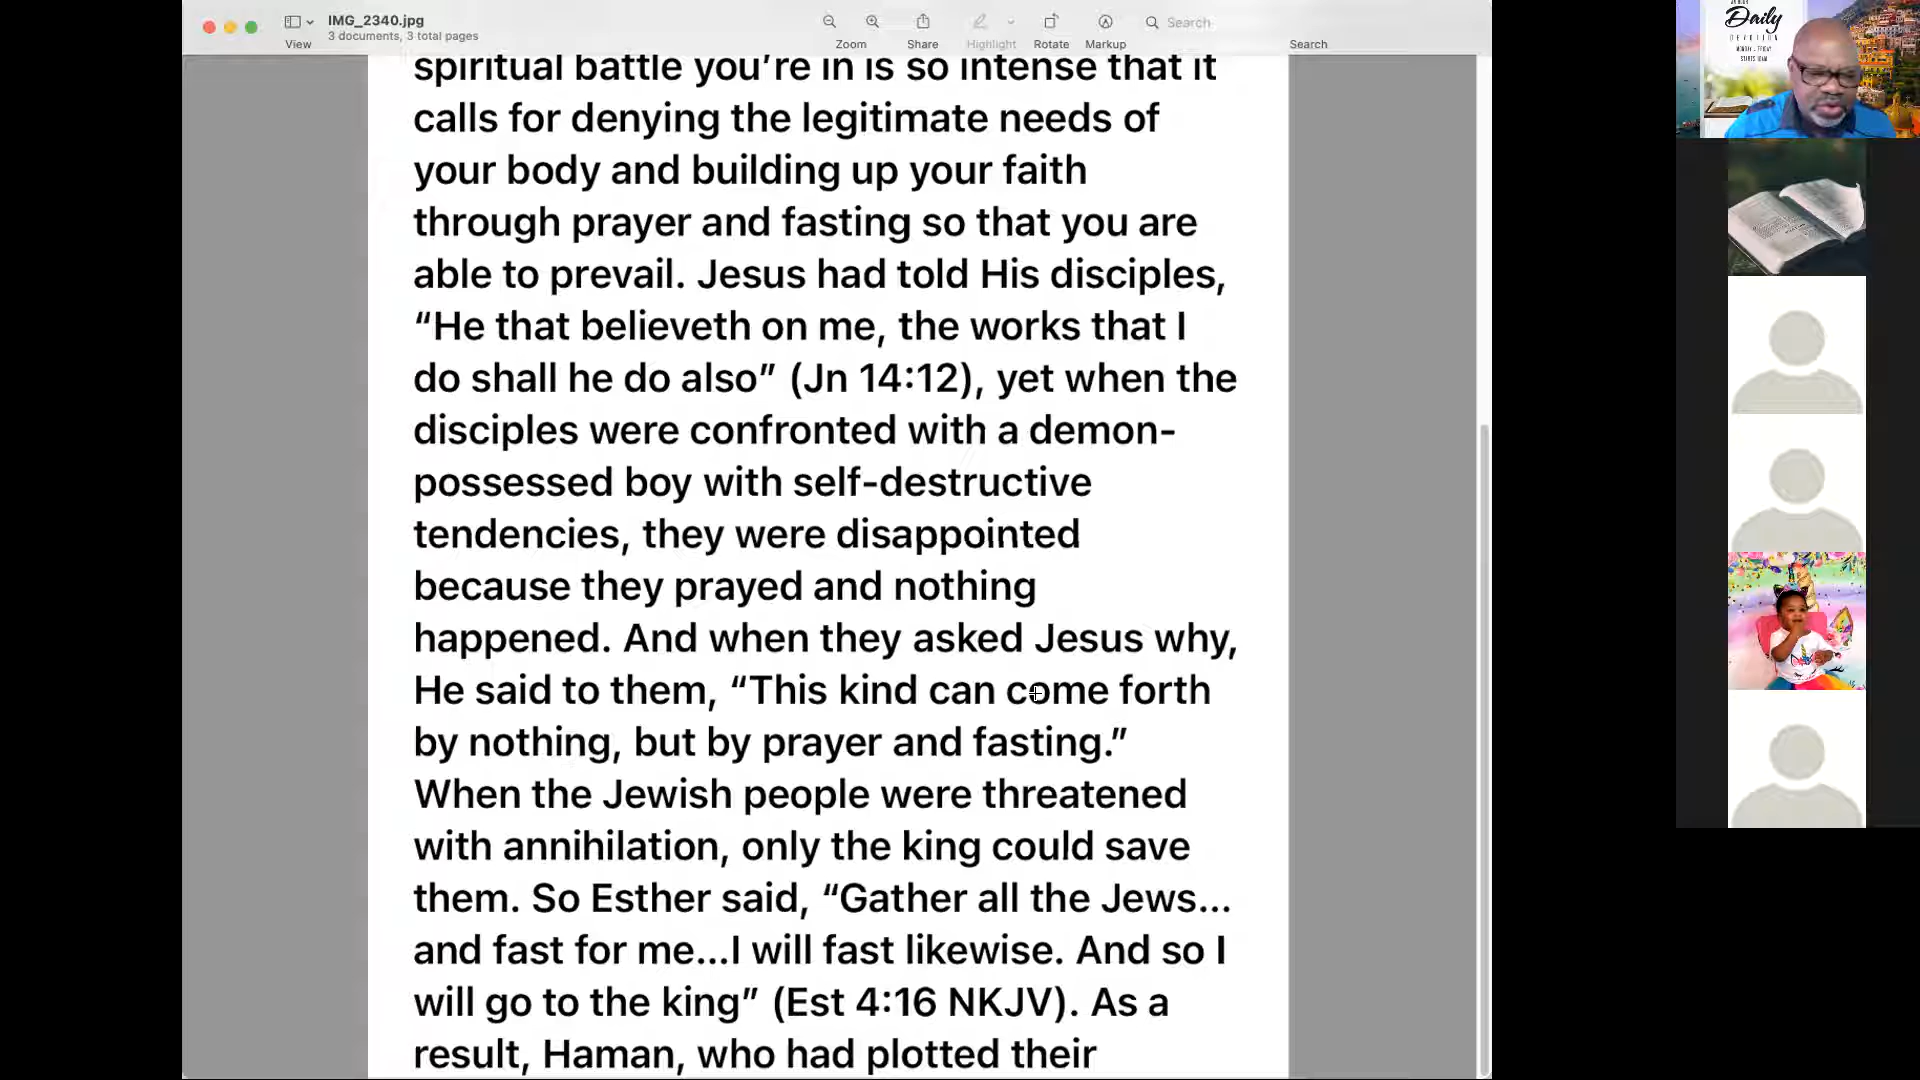 IMG_2340.jpg
3 documents, 3 total pages
View
Zoom
Share
Highlight
Rotate
Markup
Search
Search
spiritual battle you’re in is so intense that it
calls for denying the legitimate needs of
your body and building up your faith
through prayer and fasting so that you are
able to prevail. Jesus had told His disciples,
“He that believeth on me, the works that I
do shall he do also” (Jn 14:12), yet when the
disciples were confronted with a demon-
possessed boy with self-destructive
tendencies, they were disappointed
because they prayed and nothing
happened. And when they asked Jesus why,
He said to them, “This kind can come forth
by nothing, but by prayer and fasting.”
When the Jewish people were threatened
with annihilation, only the king could save
them. So Esther said, “Gather all the Jews...
and fast for me...I will fast likewise. And so I
will go to the king” (Est 4:16 NKJV). As a
result, Haman, who had plotted their
Daily
DEVOTION
MONDAY - FRIDAY
STARTS 10AM